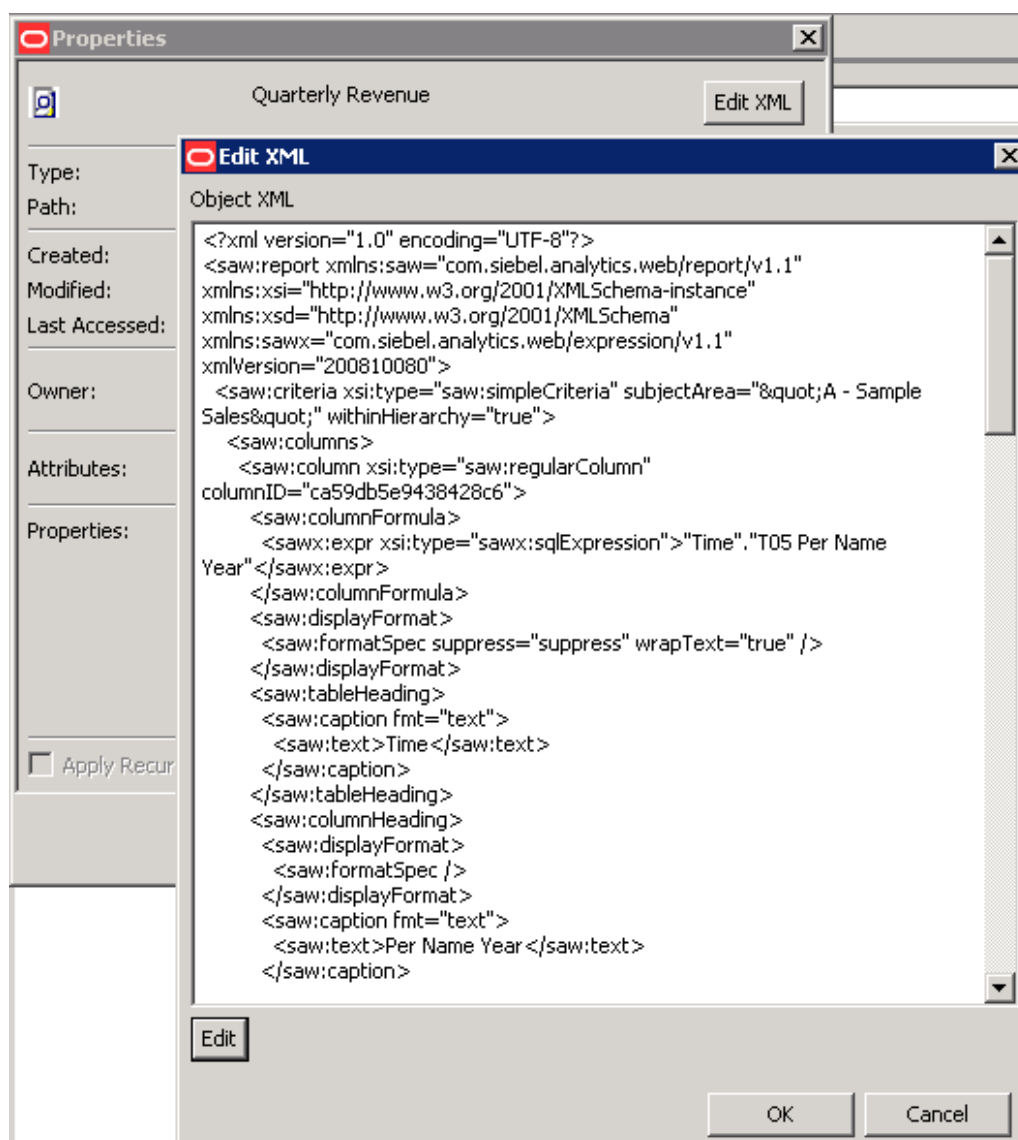 Properties
Quarterly Revenue
Edit XML
Type:
Path:
Created:
Modified:
Last Accessed:
Owner:
Attributes:
Properties:
Apply Recur
Edit XML
Object XML
<?xml version="1.0" encoding="UTF-8"?>
<saw:report xmlns:saw="com.siebel.analytics.web/report/v1.1"
xmlns:xsi="http://www.w3.org/2001/XMLSchema-instance"
xmlns:xsd="http://www.w3.org/2001/XMLSchema"
xmlns:sawx="com.siebel.analytics.web/expression/v1.1"
xmlVersion="200810080">
<saw:criteria xsi:type="saw:simpleCriteria" subjectArea="&quot;A - Sample
Sales&quot;" withinHierarchy="true">
<saw:columns>
<saw:column xsi:type="saw:regularColumn"
columnID="ca59db5e9438428c6">
<saw:columnFormula>
<sawx:expr xsi:type="sawx:sqlExpression">"Time"."T05 Per Name
Year"</sawx:expr>
</saw:columnFormula>
<saw:displayFormat>
<saw:formatSpec suppress="suppress" wrapText="true" />
</saw:displayFormat>
<saw:tableHeading>
<saw:caption fmt="text">
<saw:text>Time</saw:text>
</saw:caption>
</saw:tableHeading>
<saw:columnHeading>
<saw:displayFormat>
<saw:formatSpec />
</saw:displayFormat>
<saw:caption fmt="text">
<saw:text>Per Name Year</saw:text>
</saw:caption>
Edit
OK
Cancel